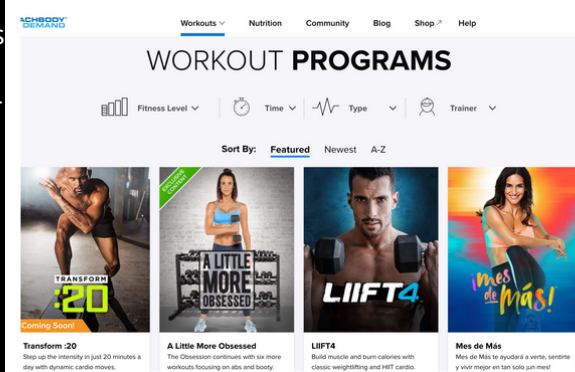 ACHBODY
DEMAND
Workouts
Nutrition
Community
Blog
Shop
Help
WORKOUT PROGRAMS
Fitness Level
Time
Type
Trainer
Sort By: Featured Newest A-Z
TRANSFORM
:20
Coming Soon!
EXCLUSIVE
CONTENT
A LITTLE
MORE
OBSESSED
LIIFT4
¡mes
de más!
Transform :20
Step up the intensity in just 20 minutes a
day with dynamic cardio moves.
A Little More Obsessed
The Obsession continues with six more
workouts focusing on abs and booty.
LIIFT4
Build muscle and burn calories with
classic weightlifting and HIIT cardio.
Mes de Más
Mes de Más te ayudará a verte, sentirte
y vivir mejor en tan solo ¡un mes!